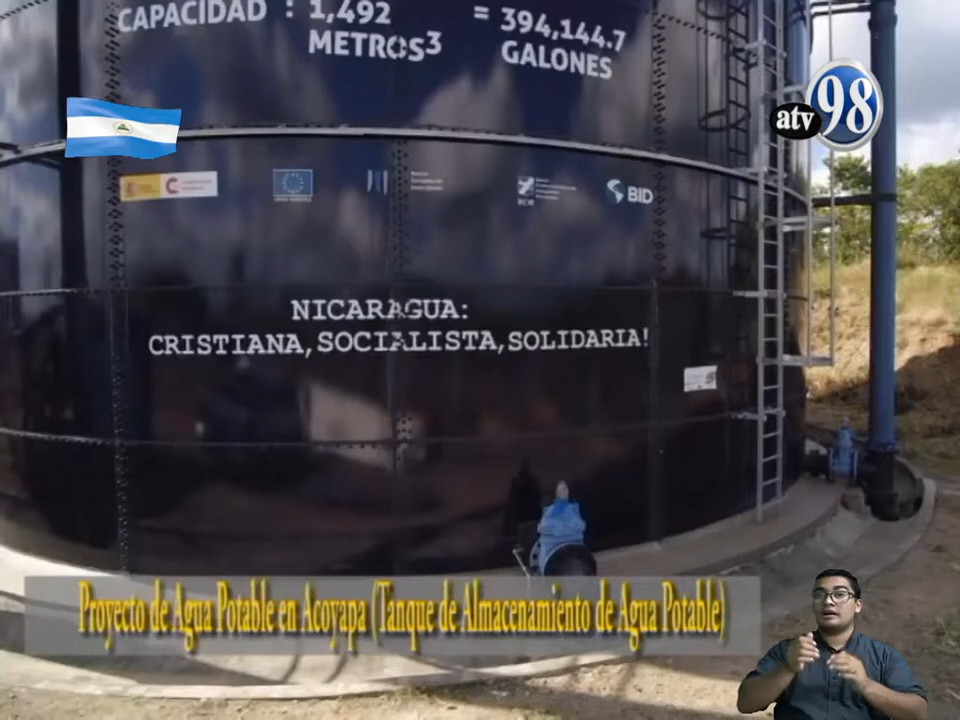 CAPACIDAD : 1,492 = 394,144.7
METROS³ GALONES
atv 98
BID
NICARAGUA:
CRISTIANA,SOCIALISTA,SOLIDARIA!
Proyecto de Agua Potable en Acoyapa (Tanque de Almacenamiento de Agua Potable)